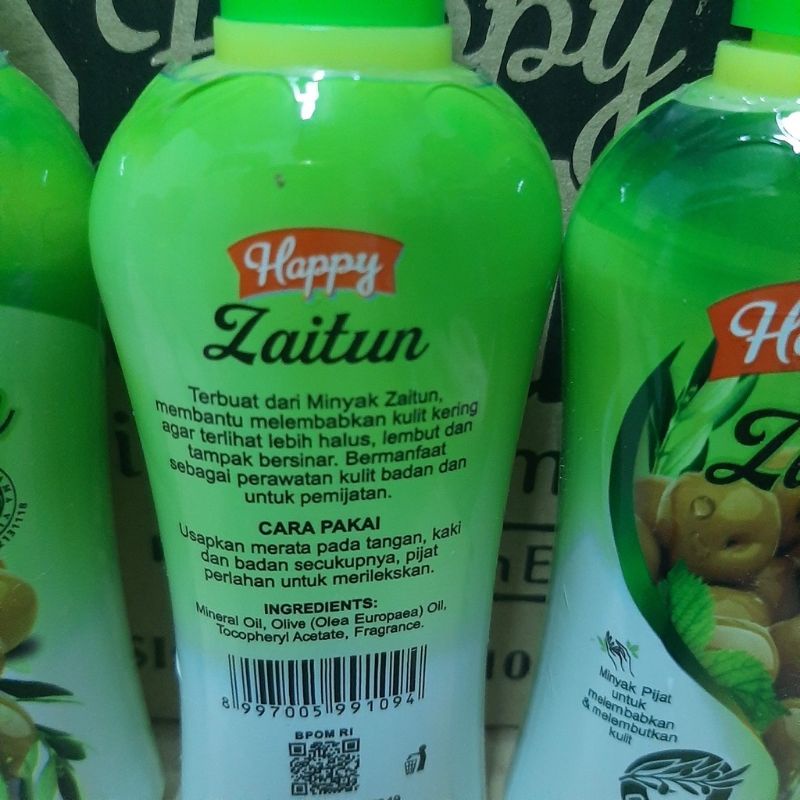 Happy
Zaitun
Terbuat dari Minyak Zaitun,
membantu melembabkan kulit kering
agar terlihat lebih halus, lembut dan
tampak bersinar. Bermanfaat
sebagai perawatan kulit badan dan
untuk pemijatan.
CARA PAKAI
Usapkan merata pada tangan, kaki
dan badan secukupnya, pijat
perlahan untuk merilekskan.
INGREDIENTS:
Mineral Oil, Olive (Olea Europaea) Oil,
Tocopheryl Acetate, Fragrance.
8 997005 991094
BPOM RI
Minyak Pijat
untuk
melembabkan
& melembutkan
kulit